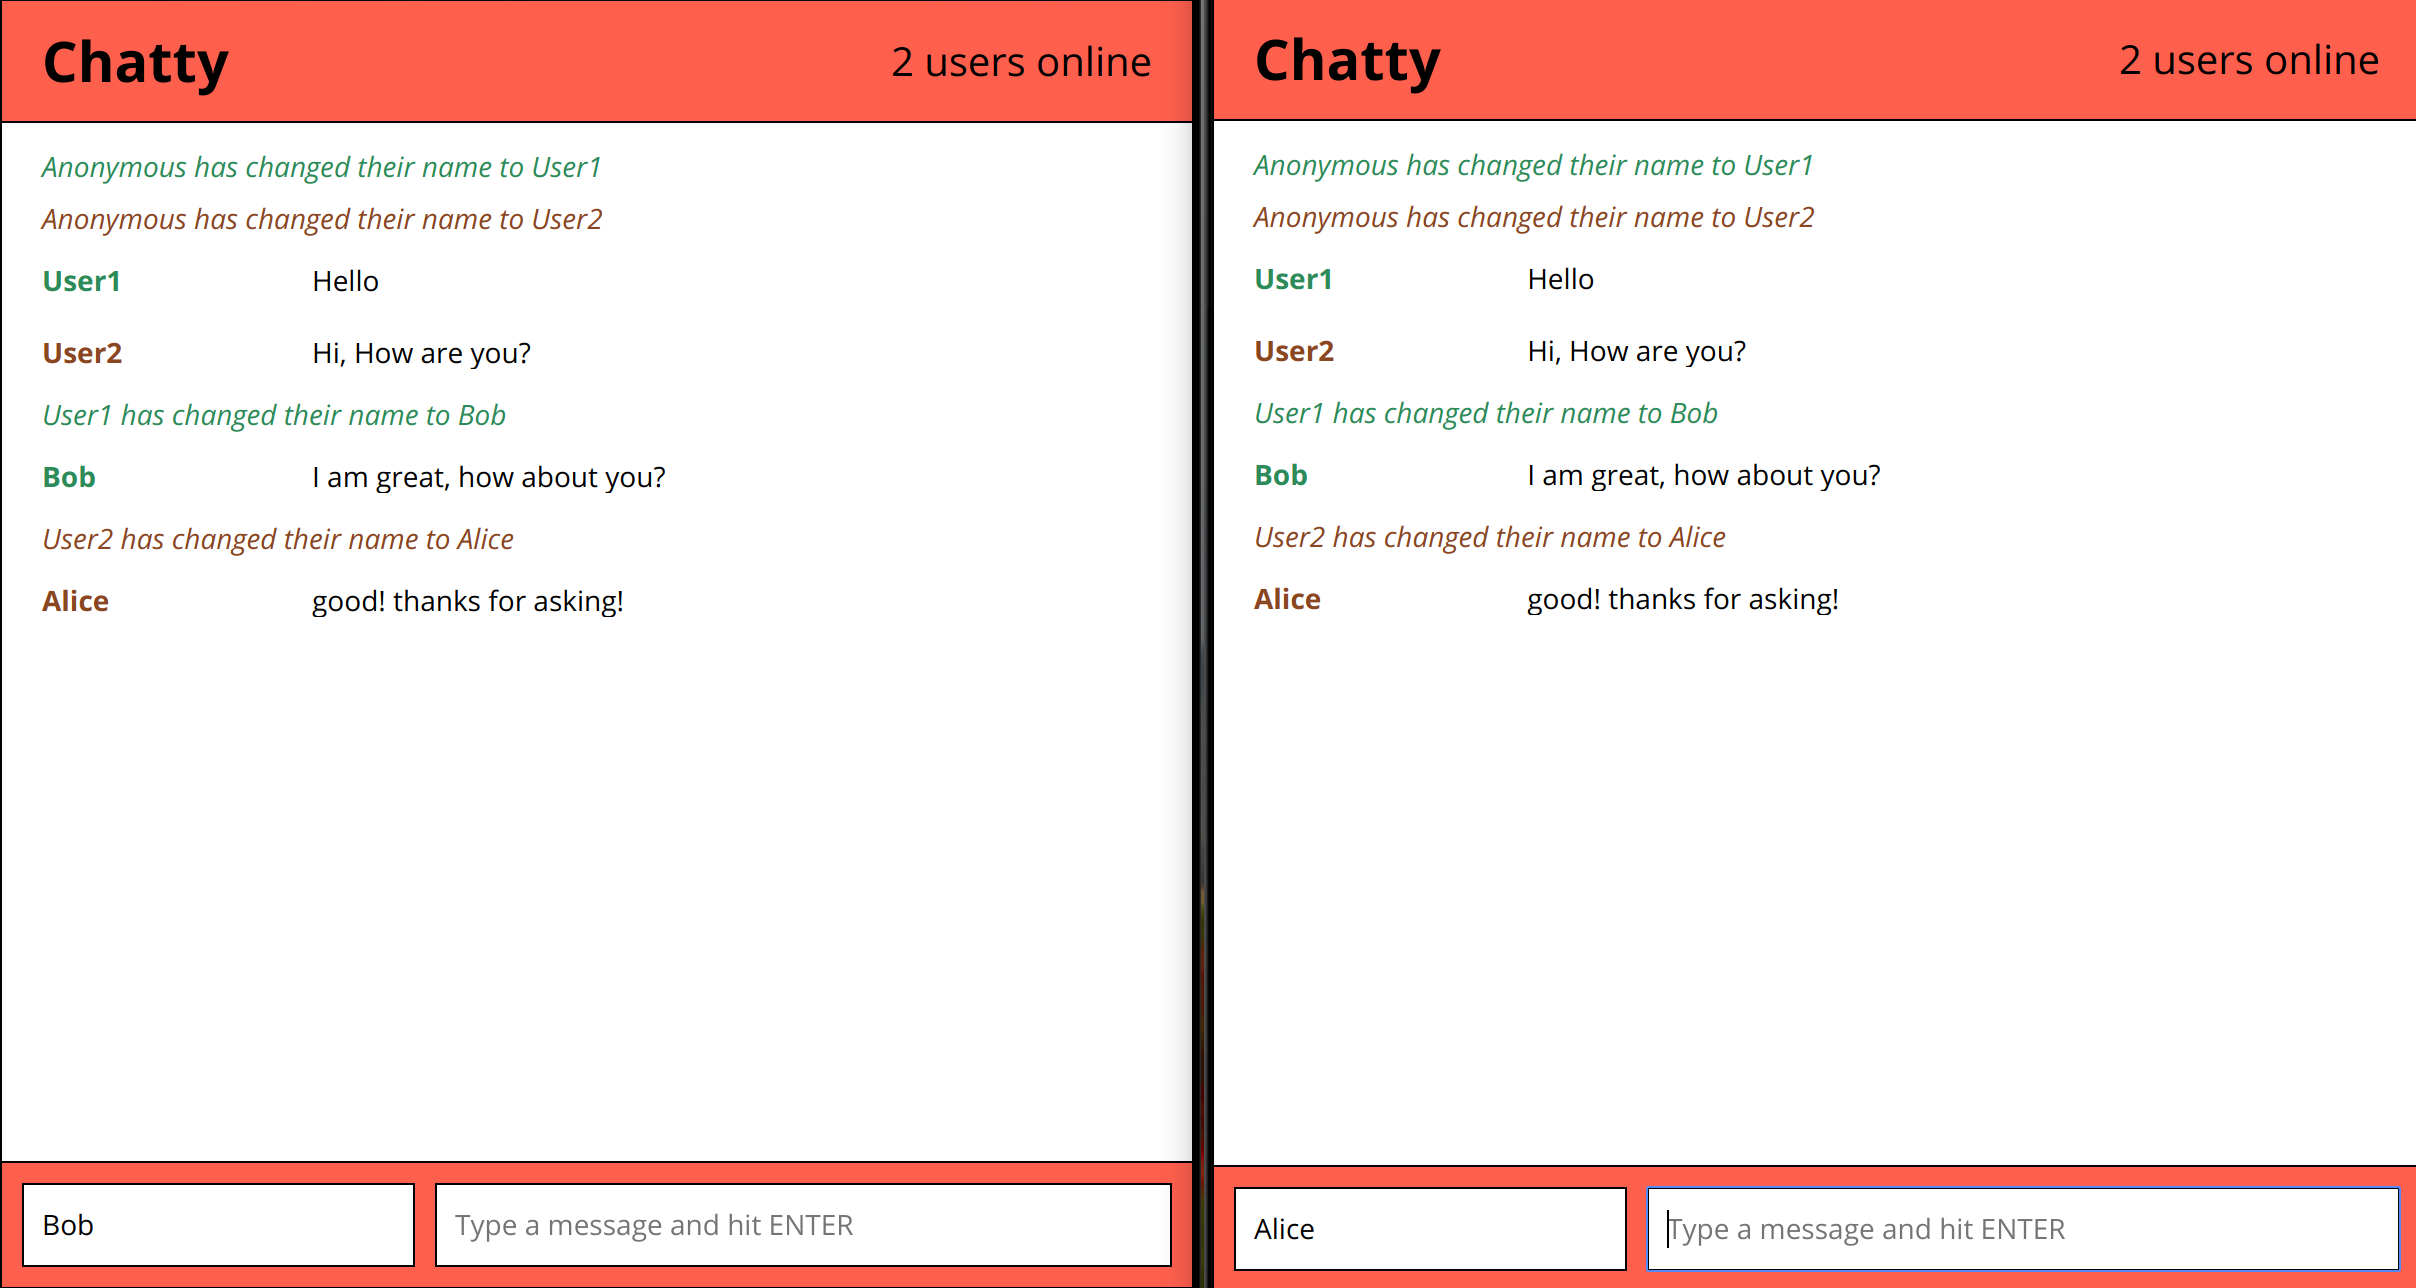 Chatty
2 users online
Anonymous has changed their name to User1
Anonymous has changed their name to User2
User1 Hello
User2 Hi, How are you?
User1 has changed their name to Bob
Bob I am great, how about you?
User2 has changed their name to Alice
Alice good! thanks for asking!
Bob Type a message and hit ENTER
Chatty
2 users online
Anonymous has changed their name to User1
Anonymous has changed their name to User2
User1 Hello
User2 Hi, How are you?
User1 has changed their name to Bob
Bob I am great, how about you?
User2 has changed their name to Alice
Alice good! thanks for asking!
Alice Type a message and hit ENTER